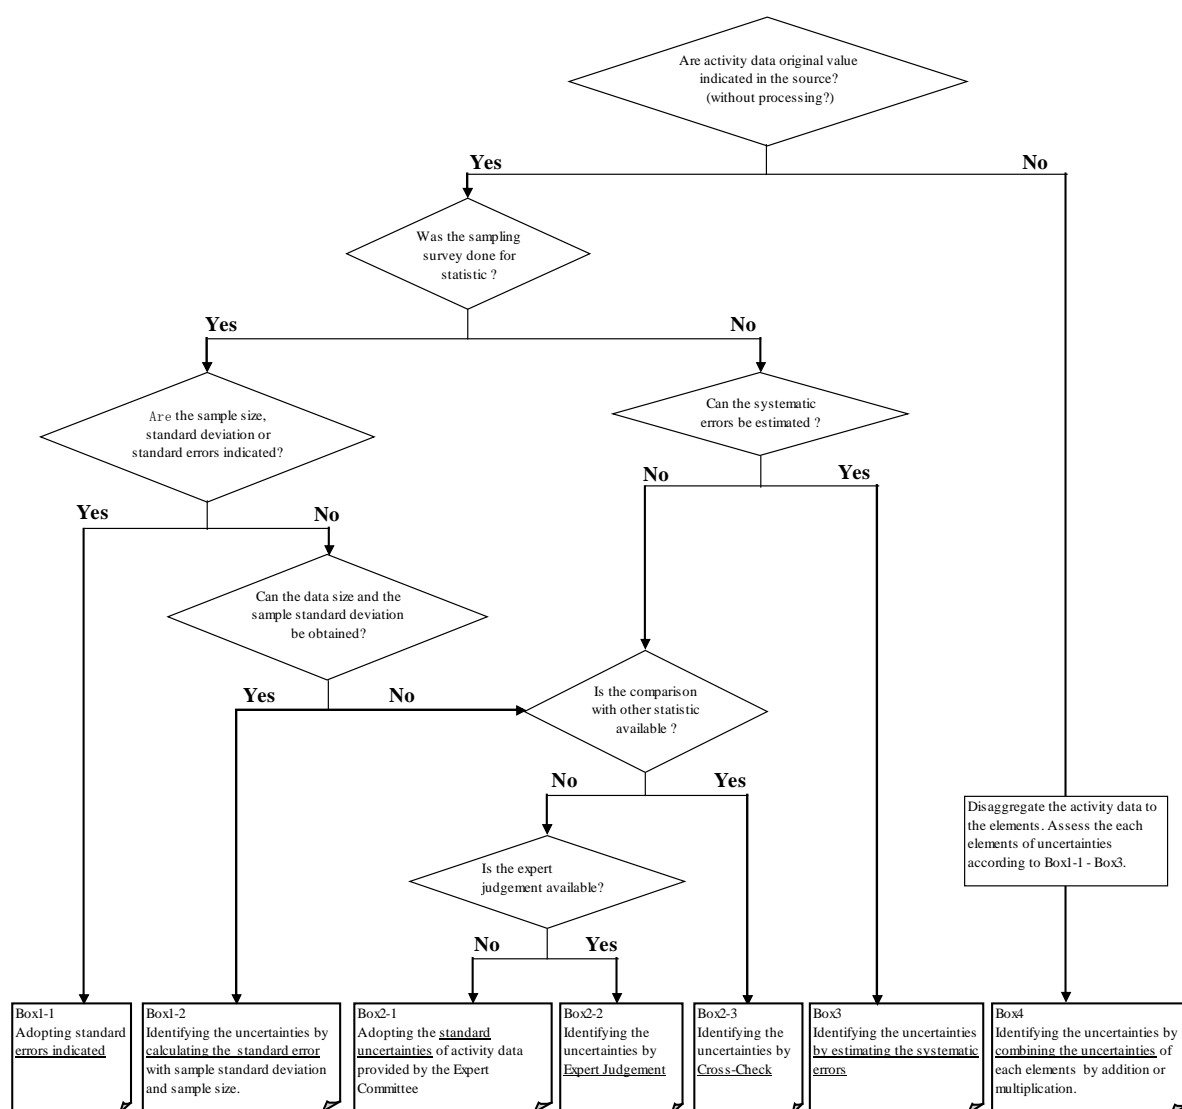 Are activity data original value
indicated in the source?
(without processing?)
Yes
No
Was the sampling
survey done for
statistic ?
Yes
No
Are the sample size,
standard deviation or
standard errors indicated?
Can the systematic
errors be estimated ?
Yes
No
No
Yes
Can the data size and the
sample standard deviation
be obtained?
Yes
No
Is the comparison
with other statistic
available ?
No
Yes
Disaggregate the activity data to
the elements. Assess the each
elements of uncertainties
according to Box1-1 - Box3.
Is the expert
judgement available?
No
Yes
Box1-1
Adopting standard
errors indicated
Box1-2
Identifying the uncertainties by
calculating the standard error
with sample standard deviation
and sample size.
Box2-1
Adopting the standard
uncertainties of activity data
provided by the Expert
Committee
Box2-2
Identifying the
uncertainties by
Expert Judgement
Box2-3
Identifying the
uncertainties by
Cross-Check
Box3
Identifying the uncertainties
by estimating the systematic
errors
Box4
Identifying the uncertainties by
combining the uncertainties of
each elements by addition or
multiplication.